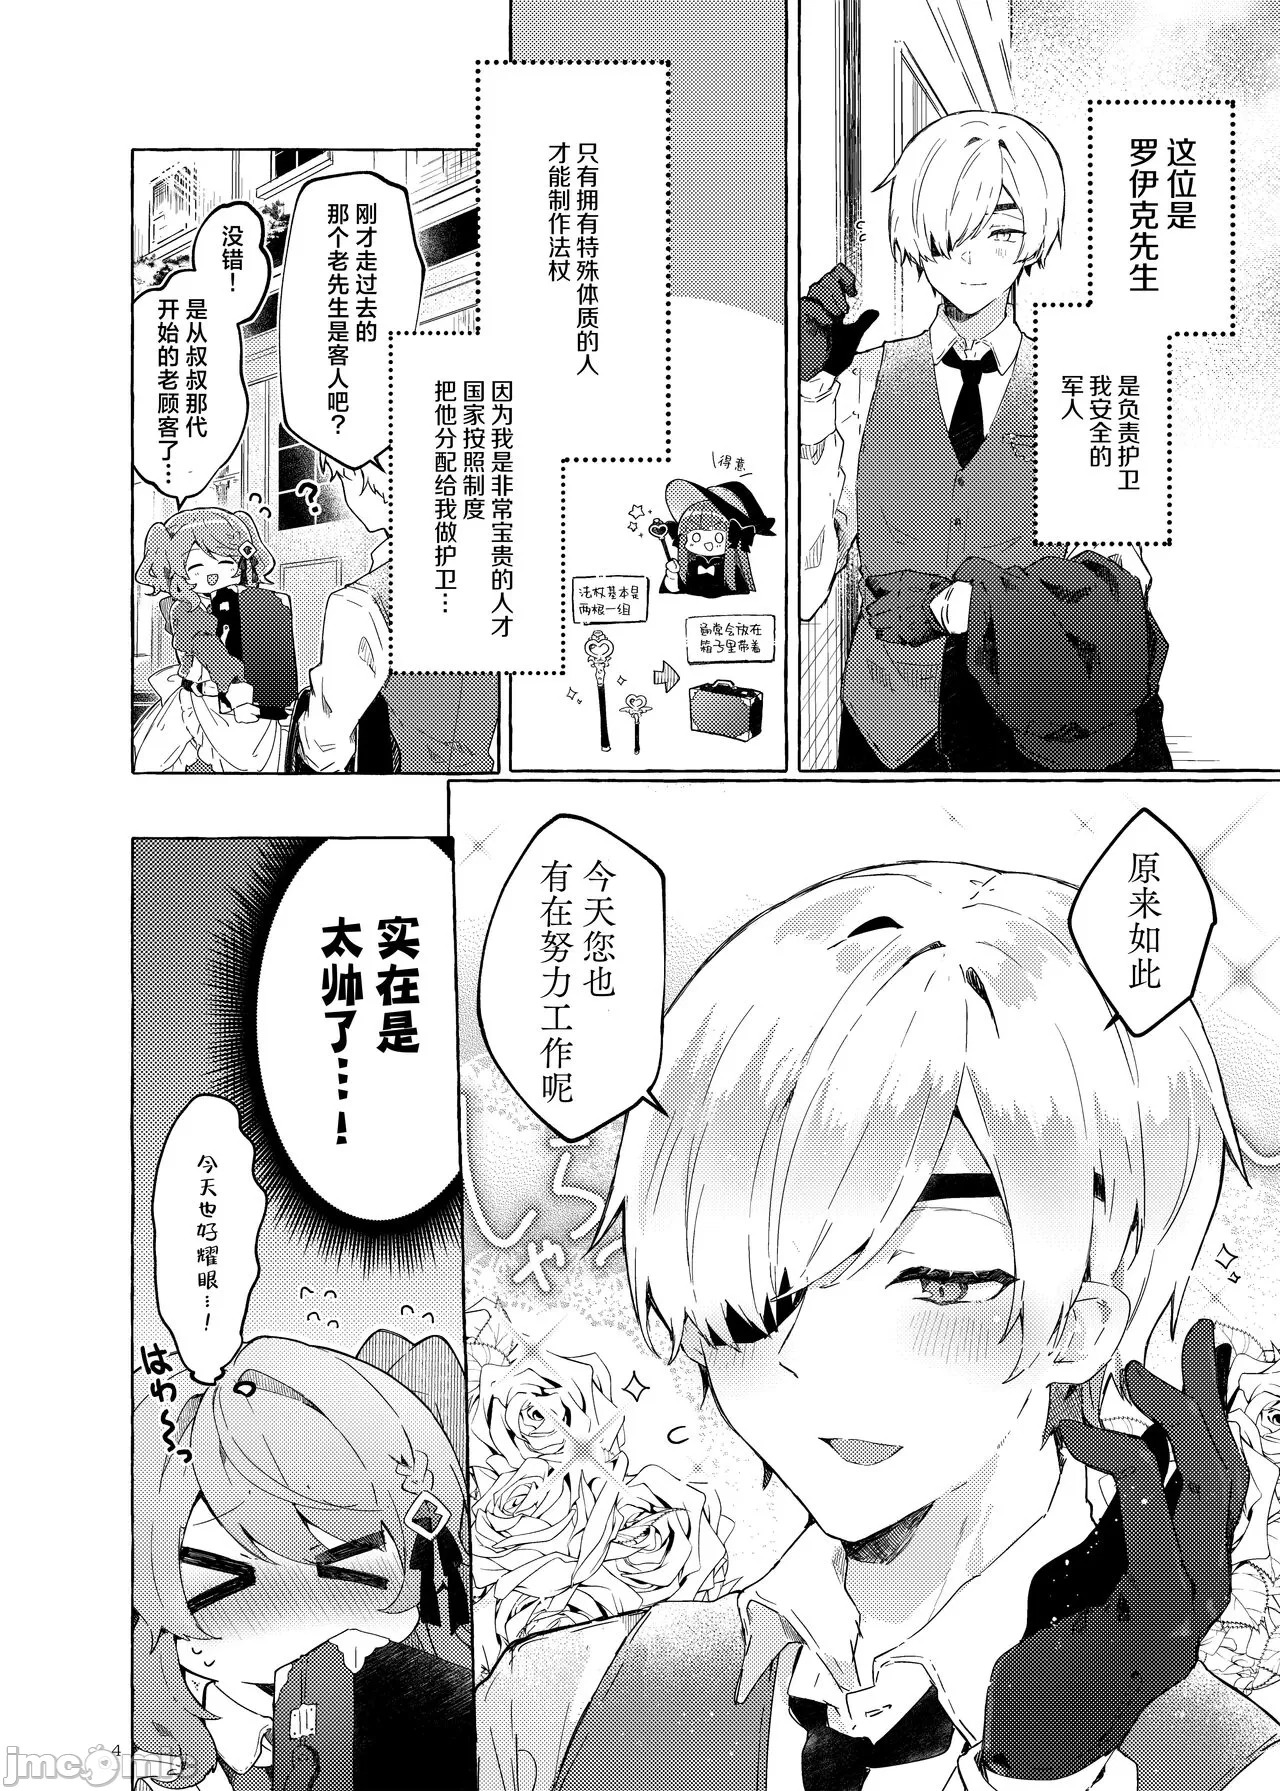 这位是
罗伊克先生
是负责护卫
我安全的
军人
只有拥有特殊体质的人
才能制作法杖
得意
法杖基本是
两根一组
通常会放在
箱子里带着
因为我是非常宝贵的人才
国家按照制度
把他分配给我做护卫…
刚才走过去的
那个老先生是客人吧?
没错!
是从叔叔那代
开始的老顾客了…
?
原来如此
今天您也
有在努力工作呢
きら
しゃら
实在是
太帅了…!
今天也好耀眼…!
はわ〜っ
4
jmcomic